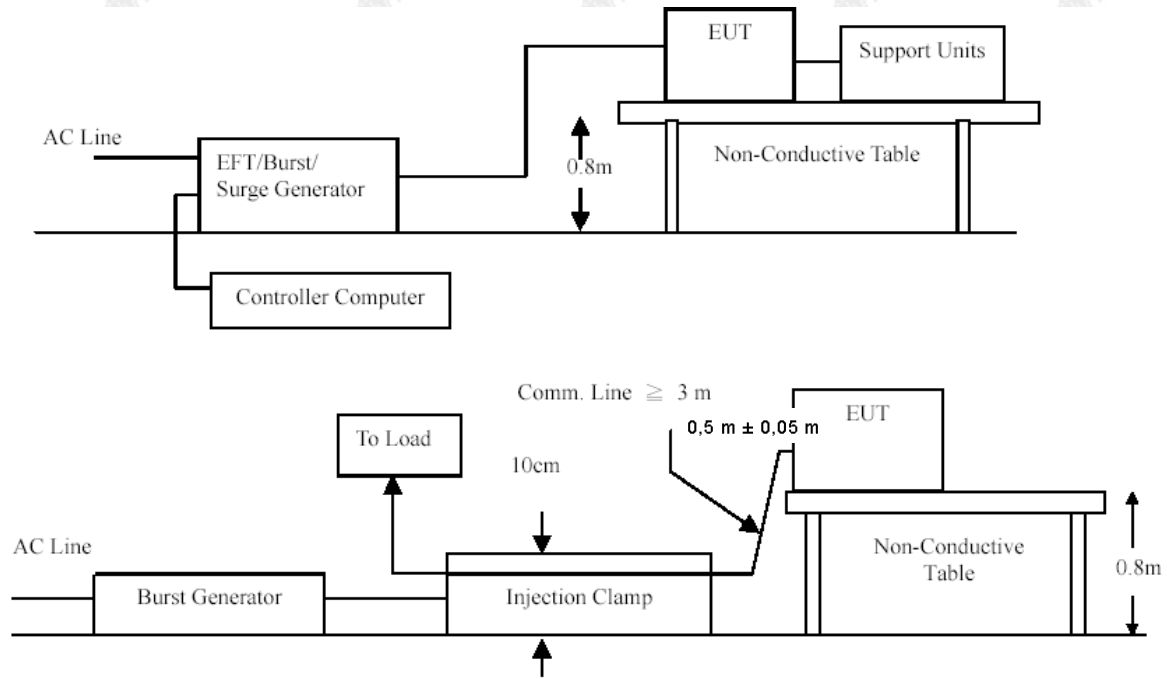 EUT
Support Units
AC Line
EFT/Burst/
Surge Generator
0.8m
Non-Conductive Table
Controller Computer
Comm. Line ≧ 3 m
0,5 m ± 0,05 m
EUT
To Load
10cm
AC Line
Burst Generator
Injection Clamp
Non-Conductive
Table
0.8m